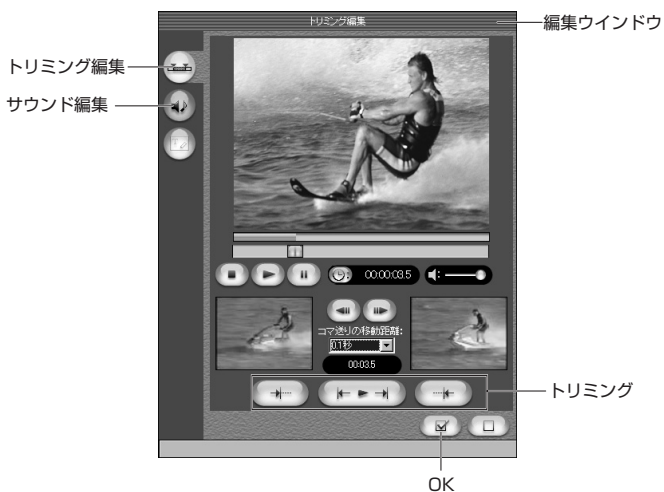 トリミング編集
編集ウインドウ
トリミング編集
サウンド編集
00:00:03.5
コマ送りの移動距離:
0.1秒
00:03.5
トリミング
OK